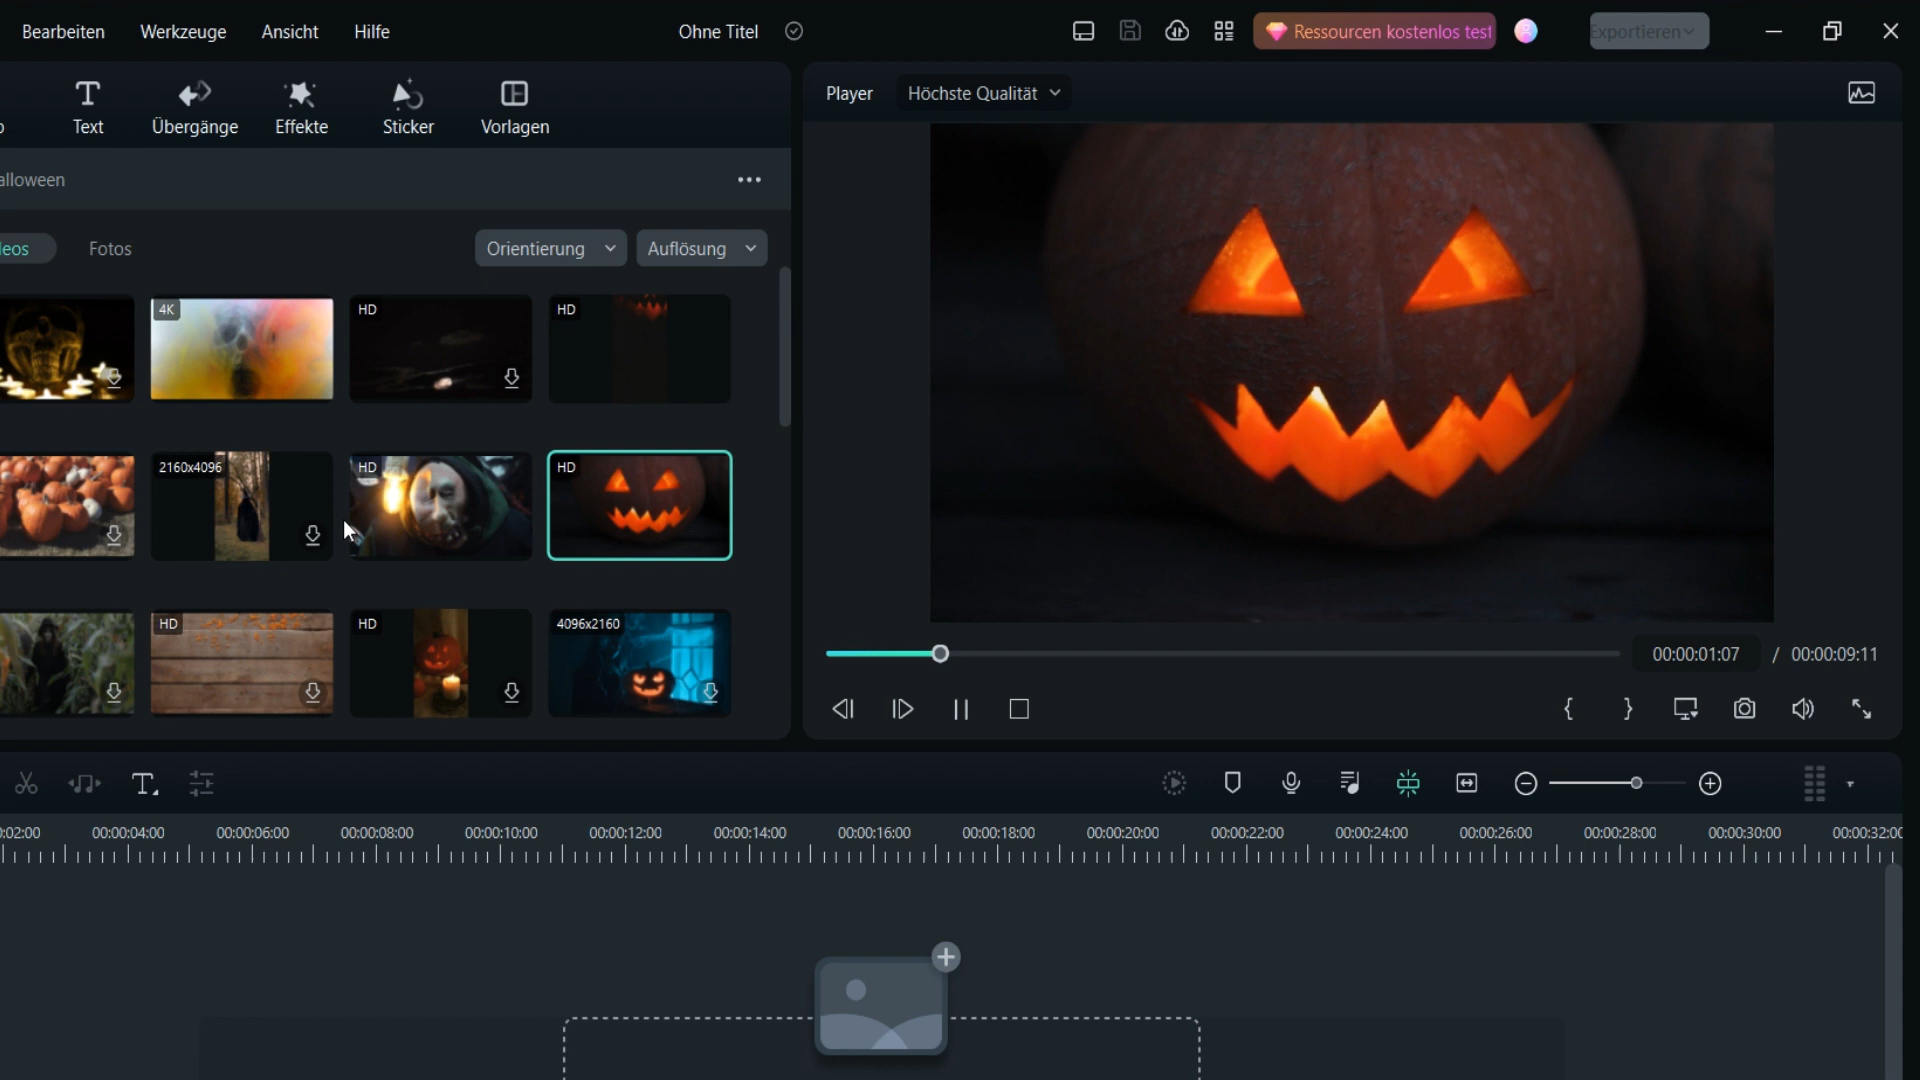 Bearbeiten Werkzeuge Ansicht Hilfe Ohne Titel Ressourcen kostenlos test Exportieren
Text Übergänge Effekte Sticker Vorlagen
Player Höchste Qualität
alloween
deos Fotos Orientierung Auflösung
4K HD HD
2160x4096 HD HD
HD HD 4096x2160
00:00:01:07 / 00:00:09:11
0:02:00 00:00:04:00 00:00:06:00 00:00:08:00 00:00:10:00 00:00:12:00 00:00:14:00 00:00:16:00 00:00:18:00 00:00:20:00 00:00:22:00 00:00:24:00 00:00:26:00 00:00:28:00 00:00:30:00 00:00:32:00